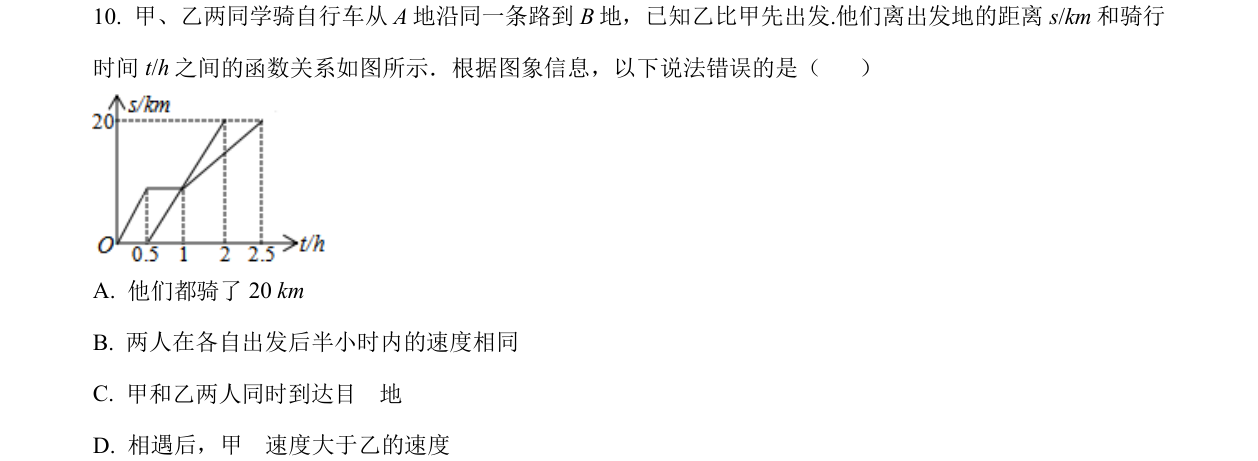 10. 甲、乙两同学骑自行车从 A 地沿同一条路到 B 地，已知乙比甲先出发.他们离出发地的距离 s/km 和骑行
时间 t/h 之间的函数关系如图所示．根据图象信息，以下说法错误的是（　　）
s/km
20
O 0.5 1 2 2.5 t/h
A. 他们都骑了 20 km
B. 两人在各自出发后半小时内的速度相同
C. 甲和乙两人同时到达目　地
D. 相遇后，甲　速度大于乙的速度